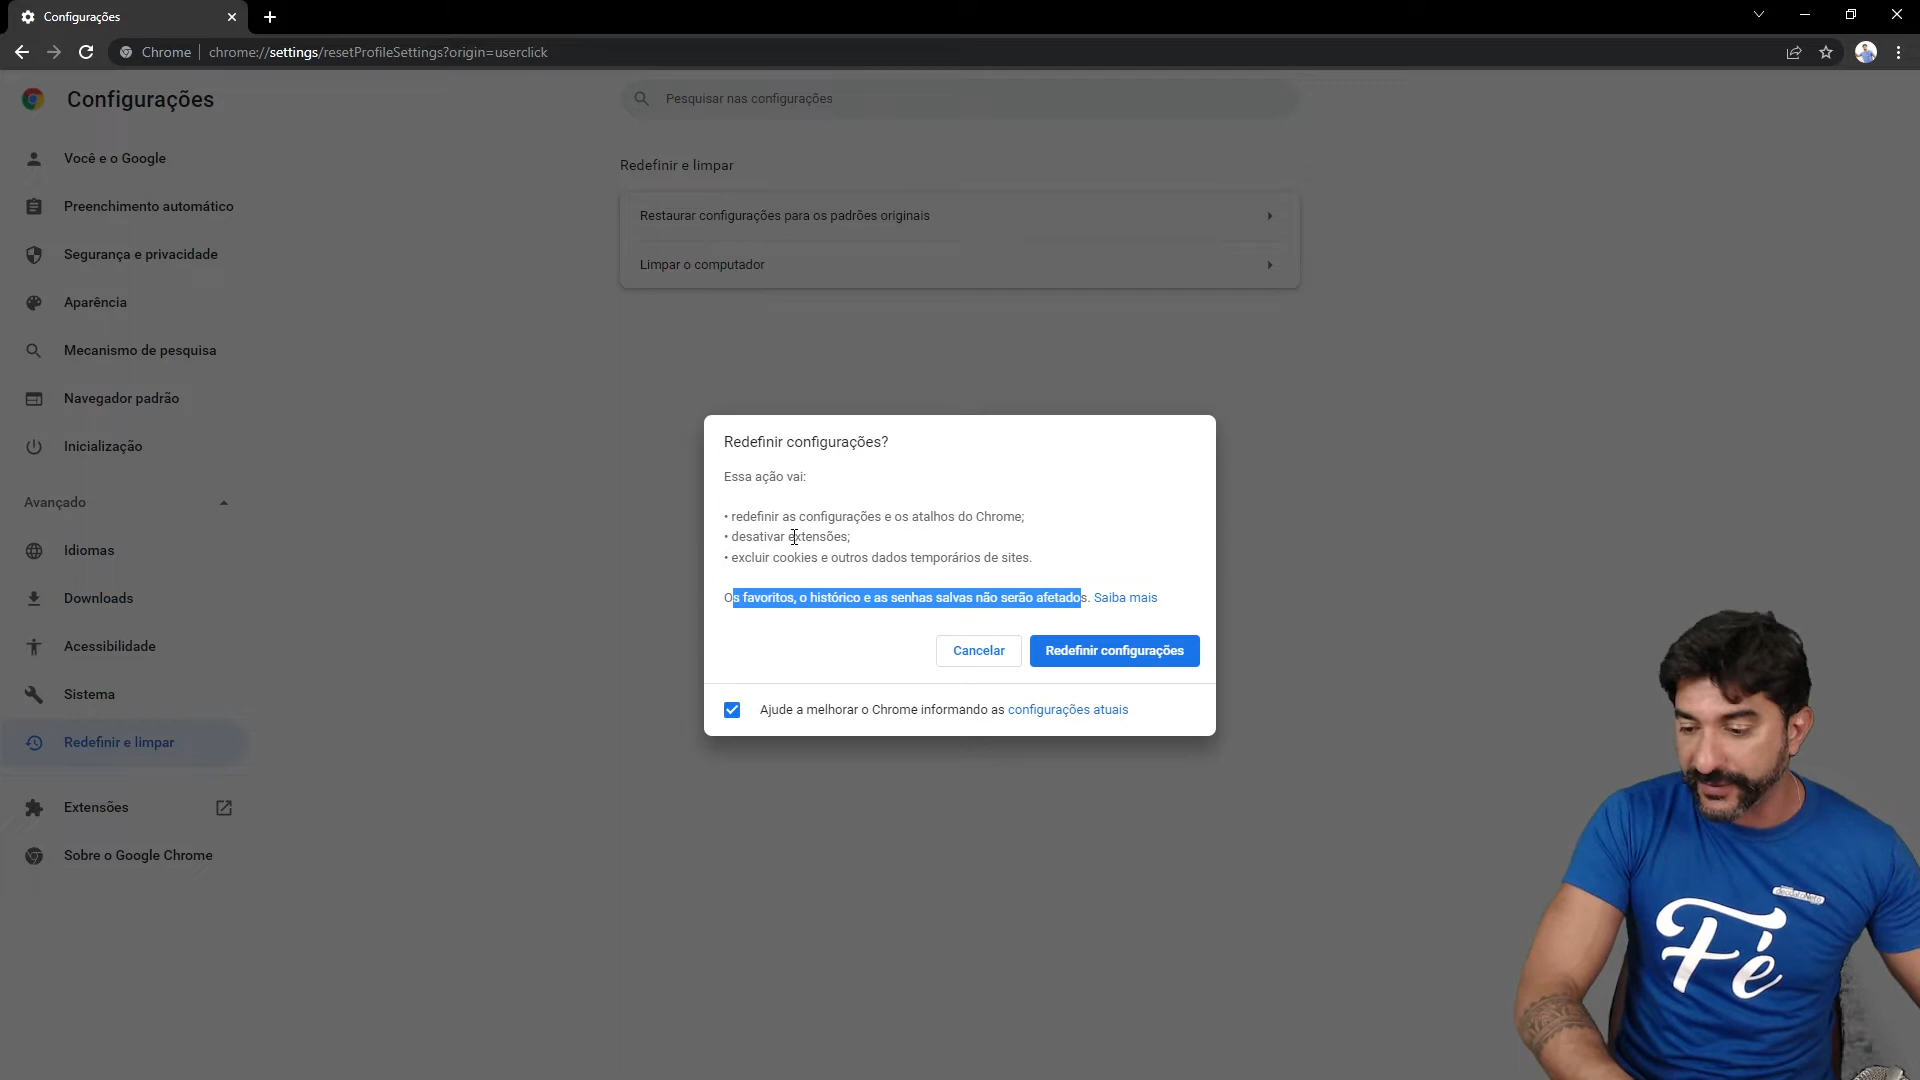 Configurações
Chrome
chrome://settings/resetProfileSettings?origin=userclick
Configurações
Pesquisar nas configurações
Você e o Google
Preenchimento automático
Segurança e privacidade
Aparência
Mecanismo de pesquisa
Navegador padrão
Inicialização
Avançado
Idiomas
Downloads
Acessibilidade
Sistema
Redefinir e limpar
Extensões
Sobre o Google Chrome
Redefinir e limpar
Restaurar configurações para os padrões originais
Limpar o computador
Redefinir configurações?
Essa ação vai:
• redefinir as configurações e os atalhos do Chrome;
• desativar extensões;
• excluir cookies e outros dados temporários de sites.
Os favoritos, o histórico e as senhas salvas não serão afetados. Saiba mais
Cancelar
Redefinir configurações
Ajude a melhorar o Chrome informando as configurações atuais
Fé